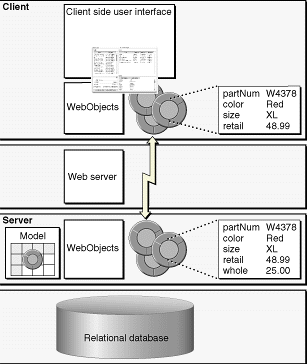 Client
Client side user interface
WebObjects
partNum W4378
color Red
size XL
retail 48.99
Web server
Server
Model
WebObjects
partNum W4378
color Red
size XL
retail 48.99
whole 25.00
Relational database